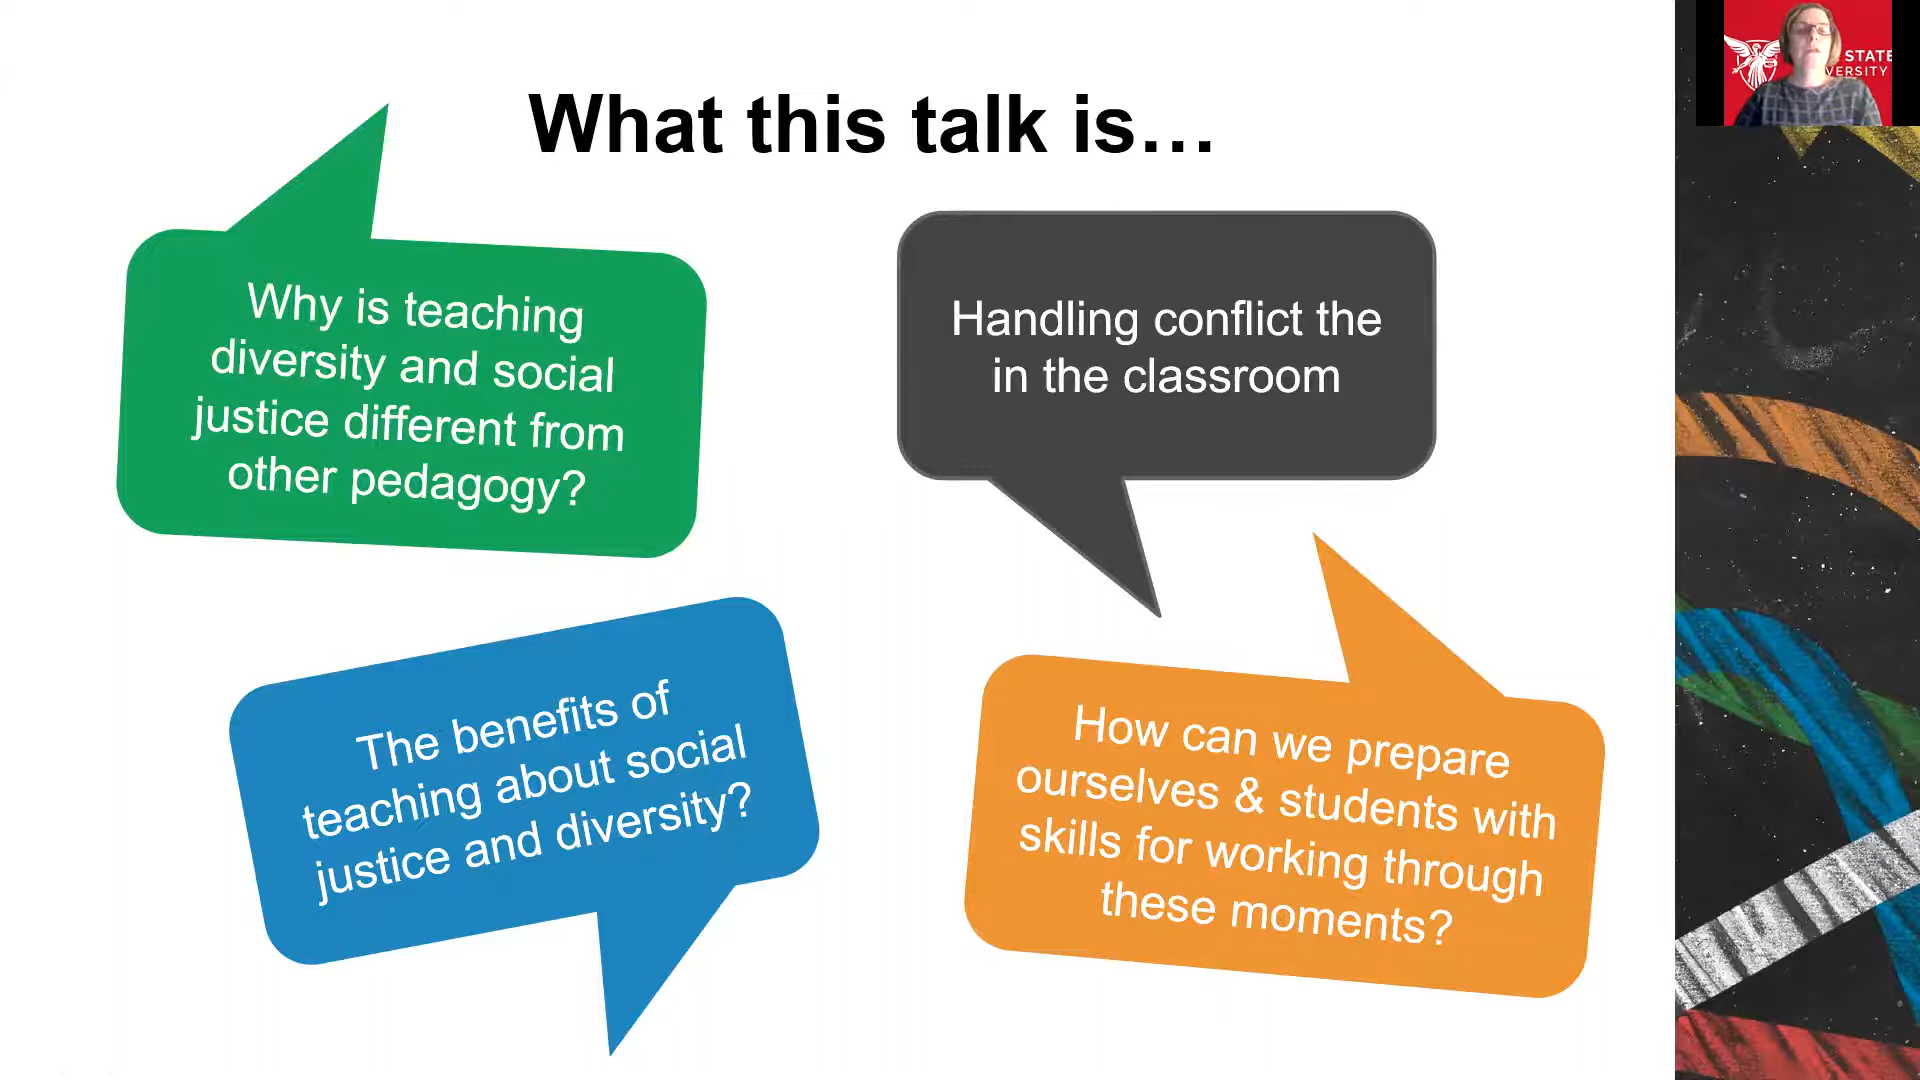 What this talk is…
Why is teaching
diversity and social
justice different from
other pedagogy?
Handling conflict the
in the classroom
The benefits of
teaching about social
justice and diversity?
How can we prepare
ourselves & students with
skills for working through
these moments?
STATE
VERSITY